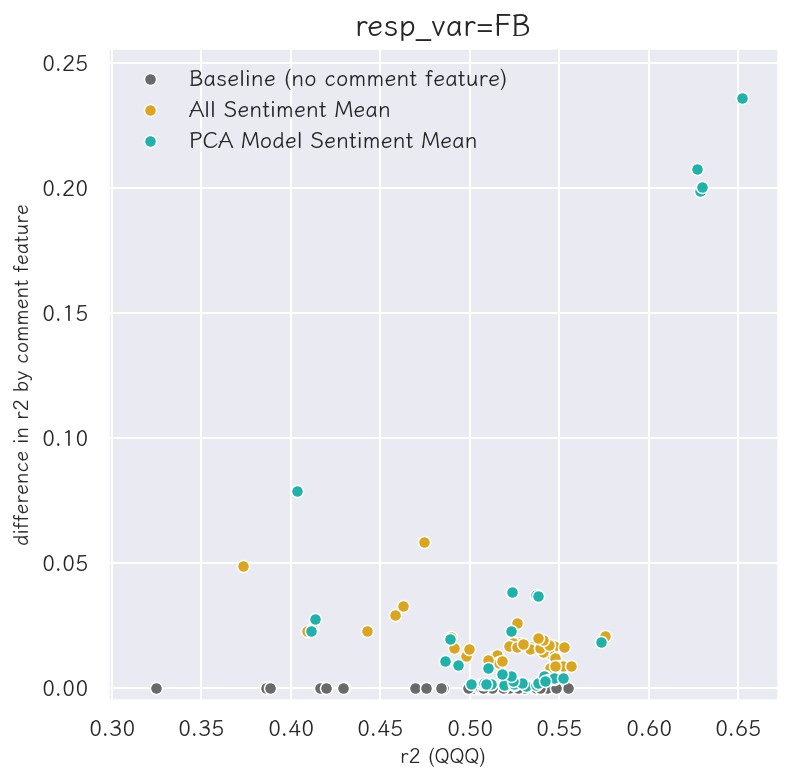 resp_var=FB
Baseline (no comment feature)
All Sentiment Mean
PCA Model Sentiment Mean
difference in r2 by comment feature
0.25
0.20
0.15
0.10
0.05
0.00
0.30 0.35 0.40 0.45 0.50 0.55 0.60 0.65
r2 (QQQ)